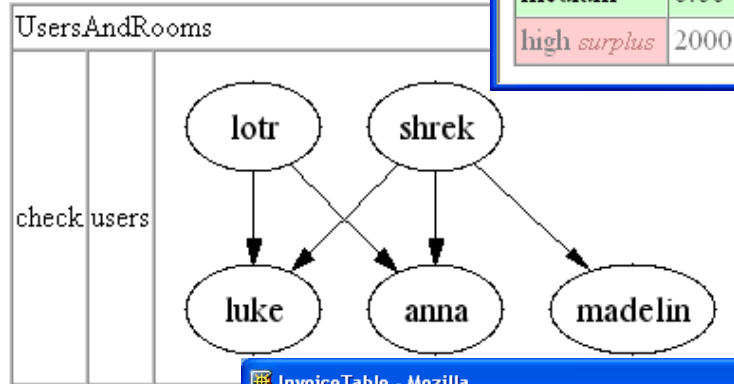 UsersAndRooms
high surplus 2000
lotr shrek
check users
luke anna madelin
InvoiceTable - Mozilla